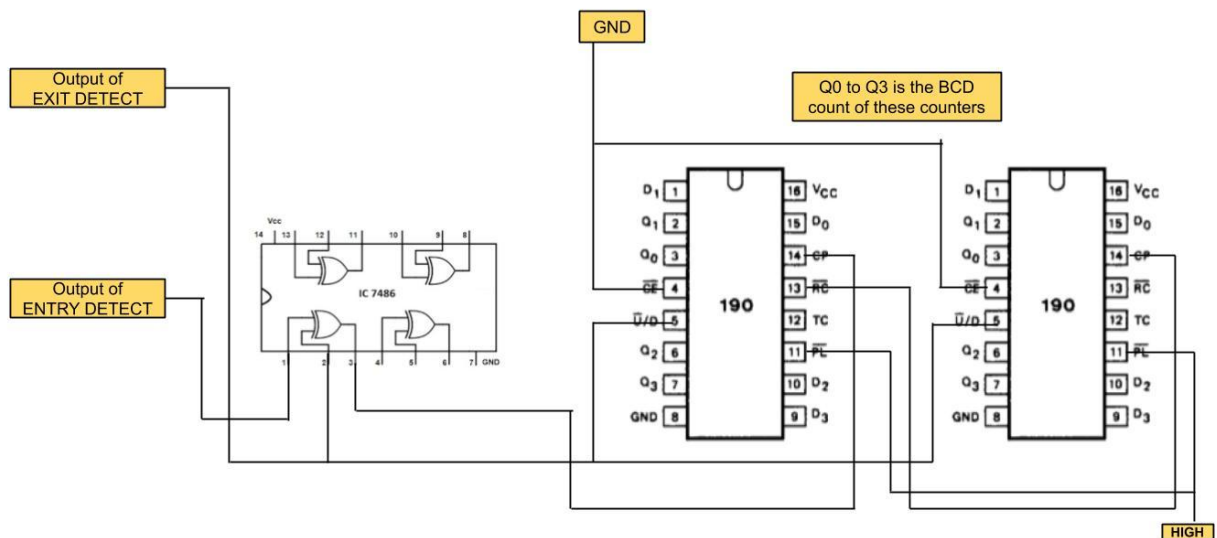 GND
Output of
EXIT DETECT
Q0 to Q3 is the BCD
count of these counters
Output of
ENTRY DETECT
Vcc
14 13 12 11 10 9 8
IC 7486
1 2 3 4 5 6 7 GND
D1 1 16 VCC
Q1 2 15 D0
Q0 3 14 CP
CE 4 13 RC
U/D 5 12 TC
Q2 6 11 PL
Q3 7 10 D2
GND 8 9 D3
190
D1 1 16 VCC
Q1 2 15 D0
Q0 3 14 CP
CE 4 13 RC
U/D 5 12 TC
Q2 6 11 PL
Q3 7 10 D2
GND 8 9 D3
190
HIGH